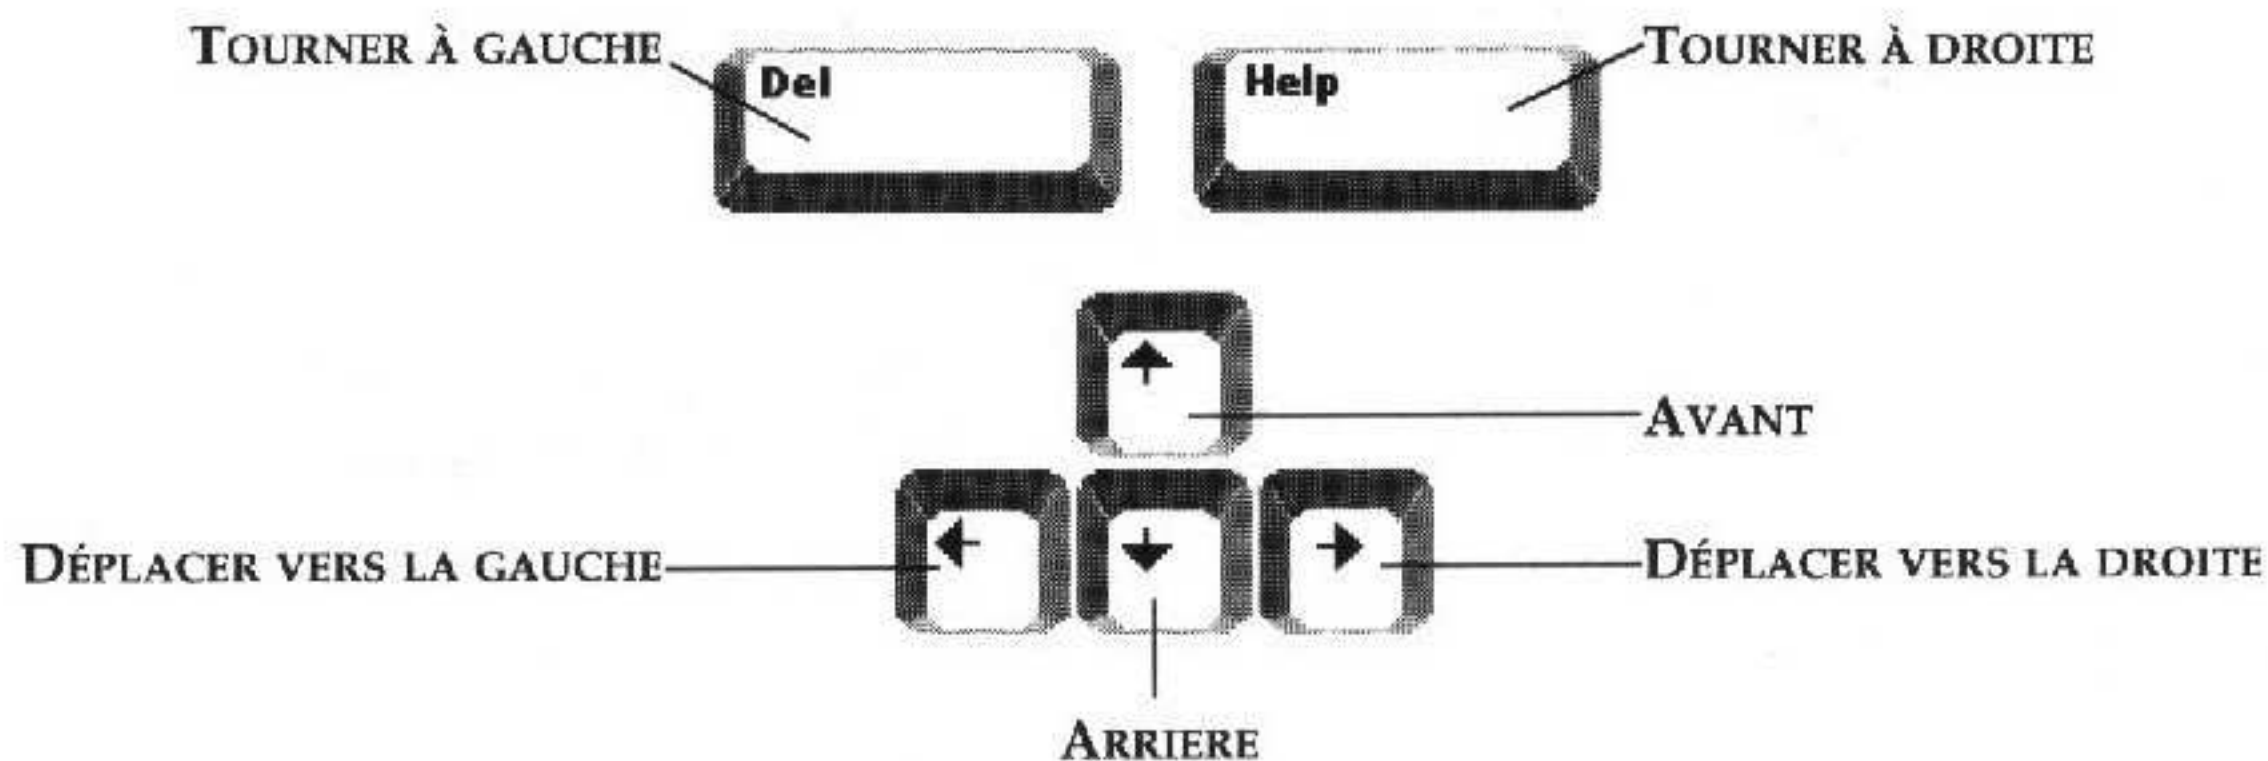 TOURNER À GAUCHE
Del
Help
TOURNER À DROITE
AVANT
DÉPLACER VERS LA GAUCHE
DÉPLACER VERS LA DROITE
ARRIERE